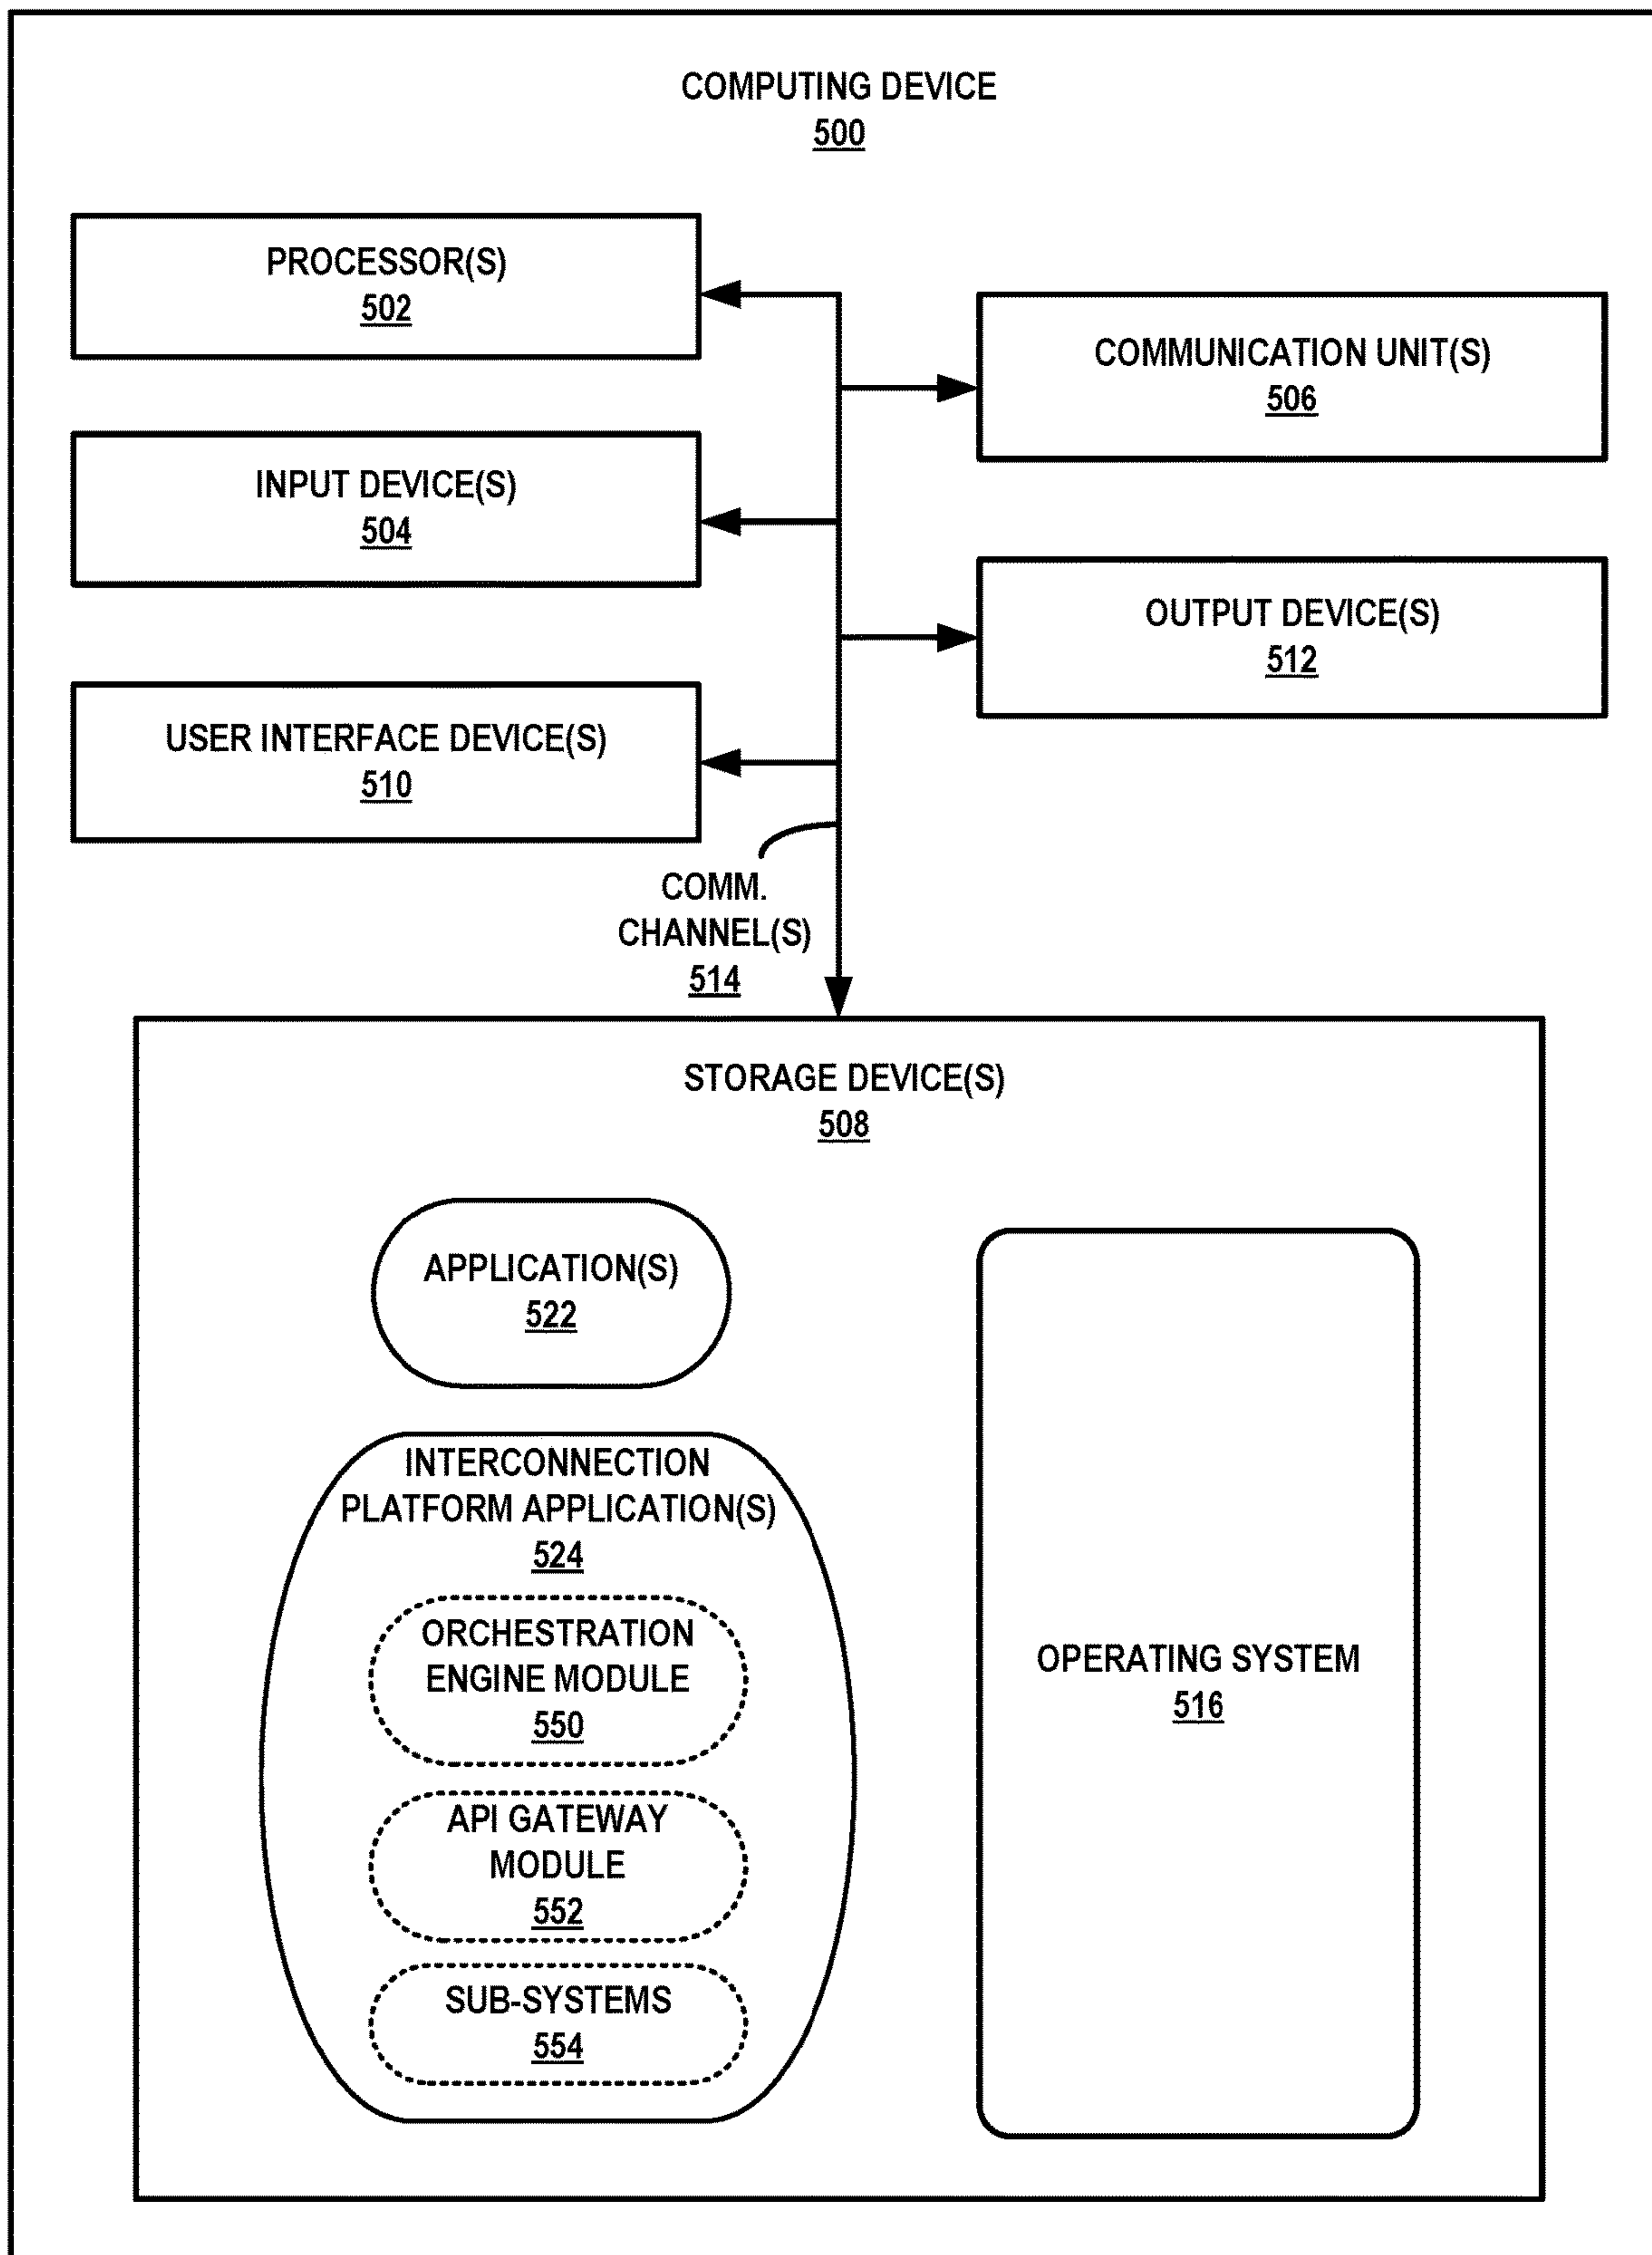 COMPUTING DEVICE
500
PROCESSOR(S)
502
COMMUNICATION UNIT(S)
506
INPUT DEVICE(S)
504
OUTPUT DEVICE(S)
512
USER INTERFACE DEVICE(S)
510
COMM.
CHANNEL(S)
514
STORAGE DEVICE(S)
508
APPLICATION(S)
522
INTERCONNECTION
PLATFORM APPLICATION(S)
524
ORCHESTRATION
ENGINE MODULE
550
API GATEWAY
MODULE
552
SUB-SYSTEMS
554
OPERATING SYSTEM
516